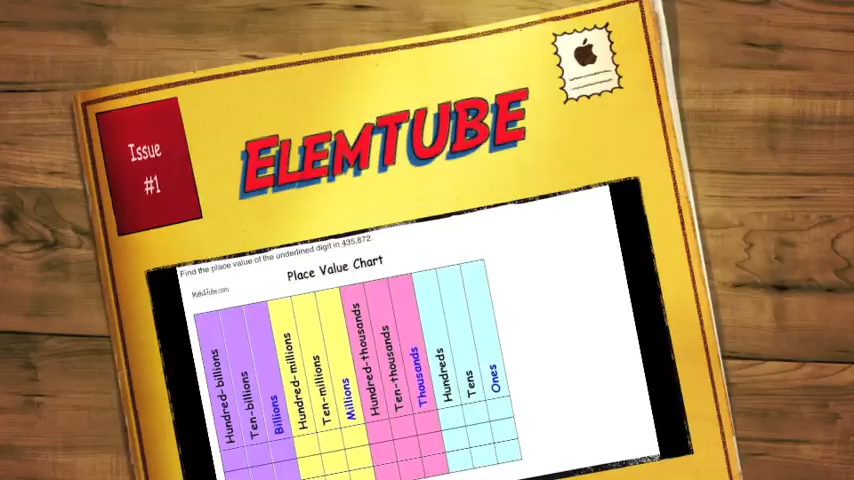 Issue
#1
ELEMTUBE
Find the place value of the underlined digit in 435,872.
Place Value Chart
MathATube.com
Hundred-billions
Ten-billions
Billions
Hundred-millions
Ten-millions
Millions
Hundred-thousands
Ten-thousands
Thousands
Hundreds
Tens
Ones